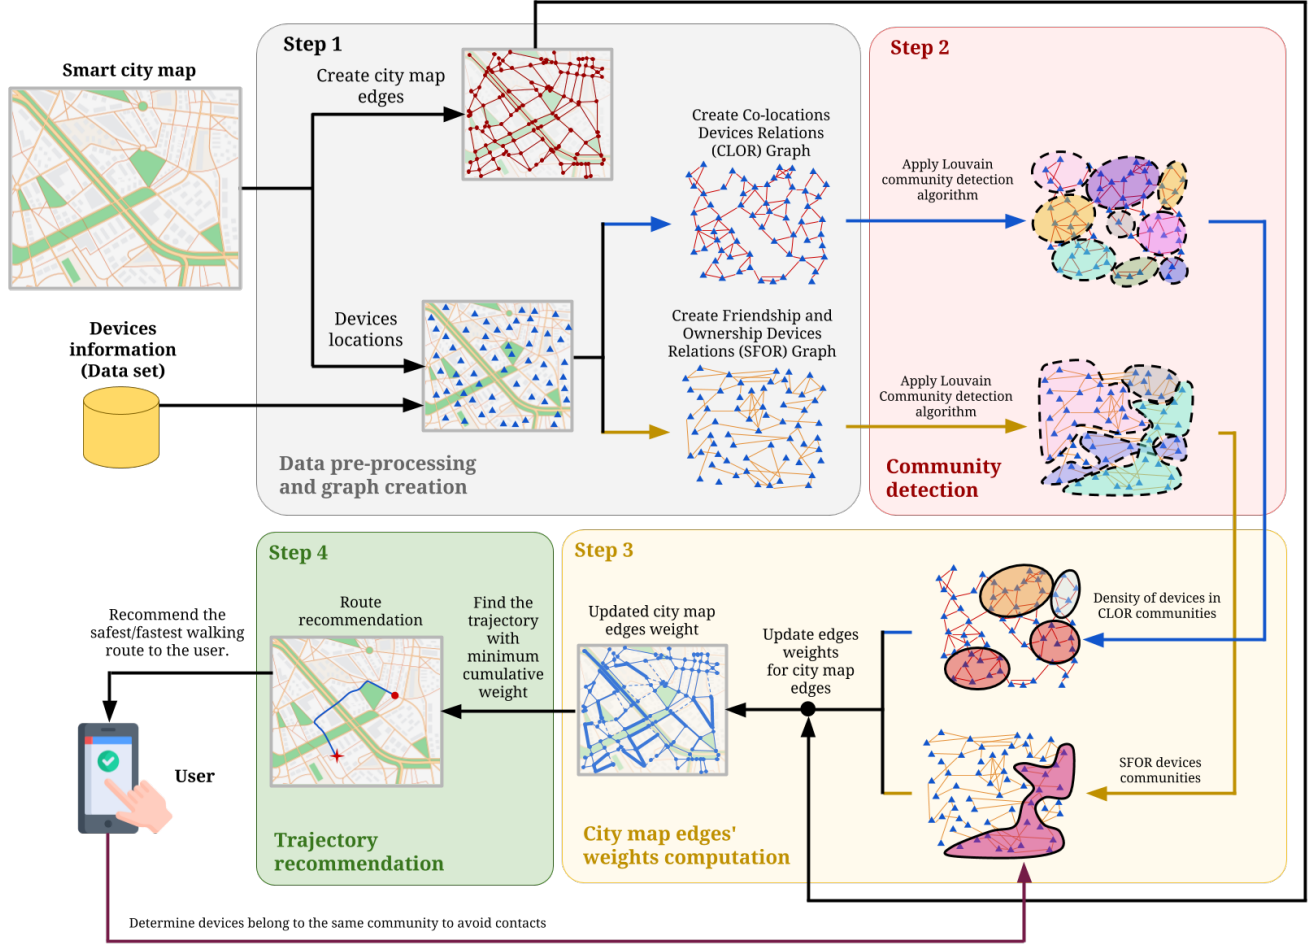 Smart city map
Devices
information
(Data set)
Step 1
Create city map
edges
Devices
locations
Create Co-locations
Devices Relations
(CLOR) Graph
Create Friendship and
Ownership Devices
Relations (SFOR) Graph
Data pre-processing
and graph creation
Step 2
Apply Louvain
community detection
algorithm
Apply Louvain
Community detection
algorithm
Community
detection
Step 3
Density of devices in
CLOR communities
SFOR devices
communities
Update edges
weights
for city map
edges
Updated city map
edges weight
City map edges'
weights computation
Step 4
Find the
trajectory
with
minimum
cumulative
weight
Route
recommendation
Trajectory
recommendation
Recommend the
safest/fastest walking
route to the user.
User
Determine devices belong to the same community to avoid contacts